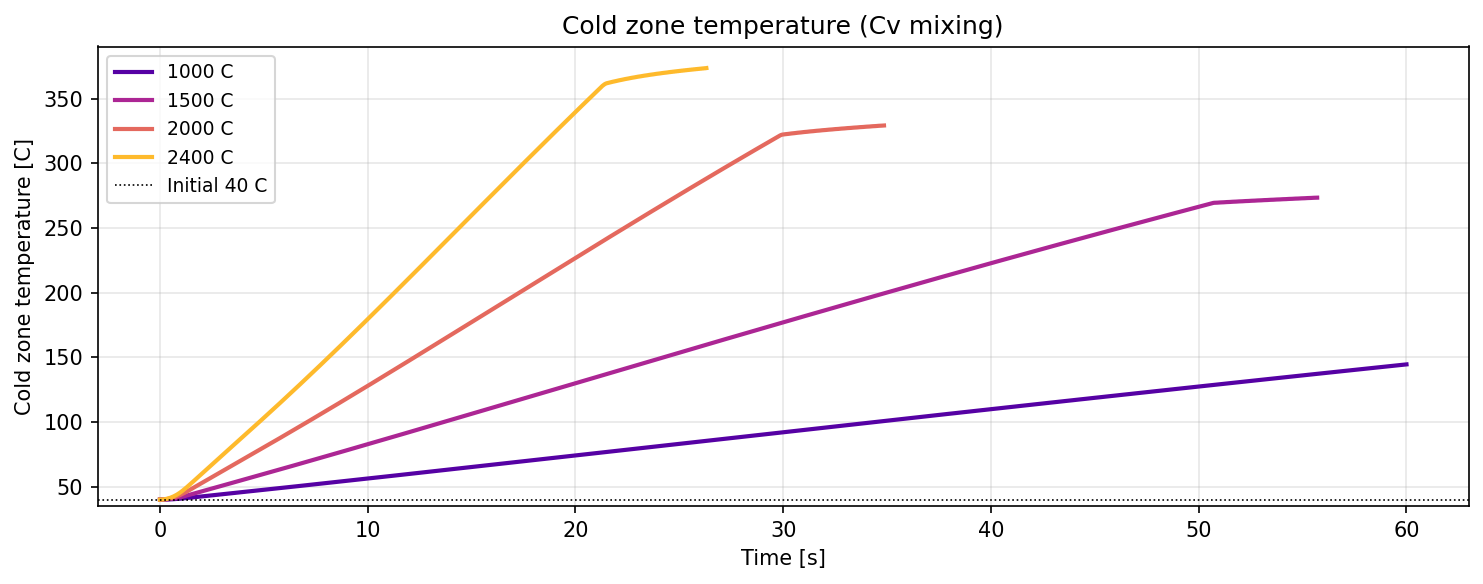 Cold zone temperature (Cv mixing)
Cold zone temperature [C]
350
300
250
200
150
100
50
1000 C
1500 C
2000 C
2400 C
Initial 40 C
0 10 20 30 40 50 60
Time [s]